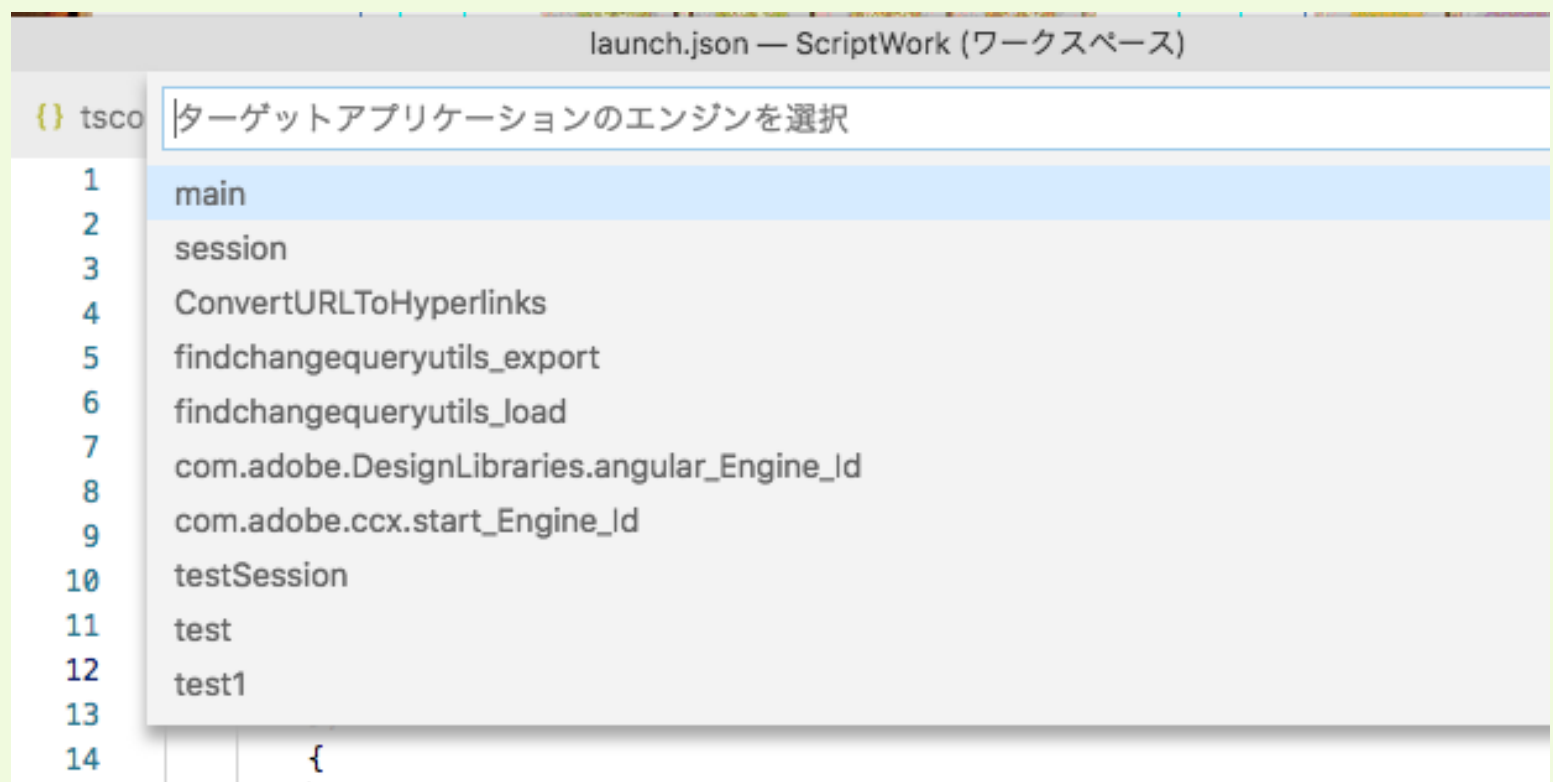 launch.json — ScriptWork (ワークスペース)
{} tsco
ターゲットアプリケーションのエンジンを選択
1
main
2
session
3
ConvertURLToHyperlinks
4
5
findchangequeryutils_export
6
findchangequeryutils_load
7
com.adobe.DesignLibraries.angular_Engine_Id
8
com.adobe.ccx.start_Engine_Id
9
10
testSession
11
test
12
test1
13
14 {